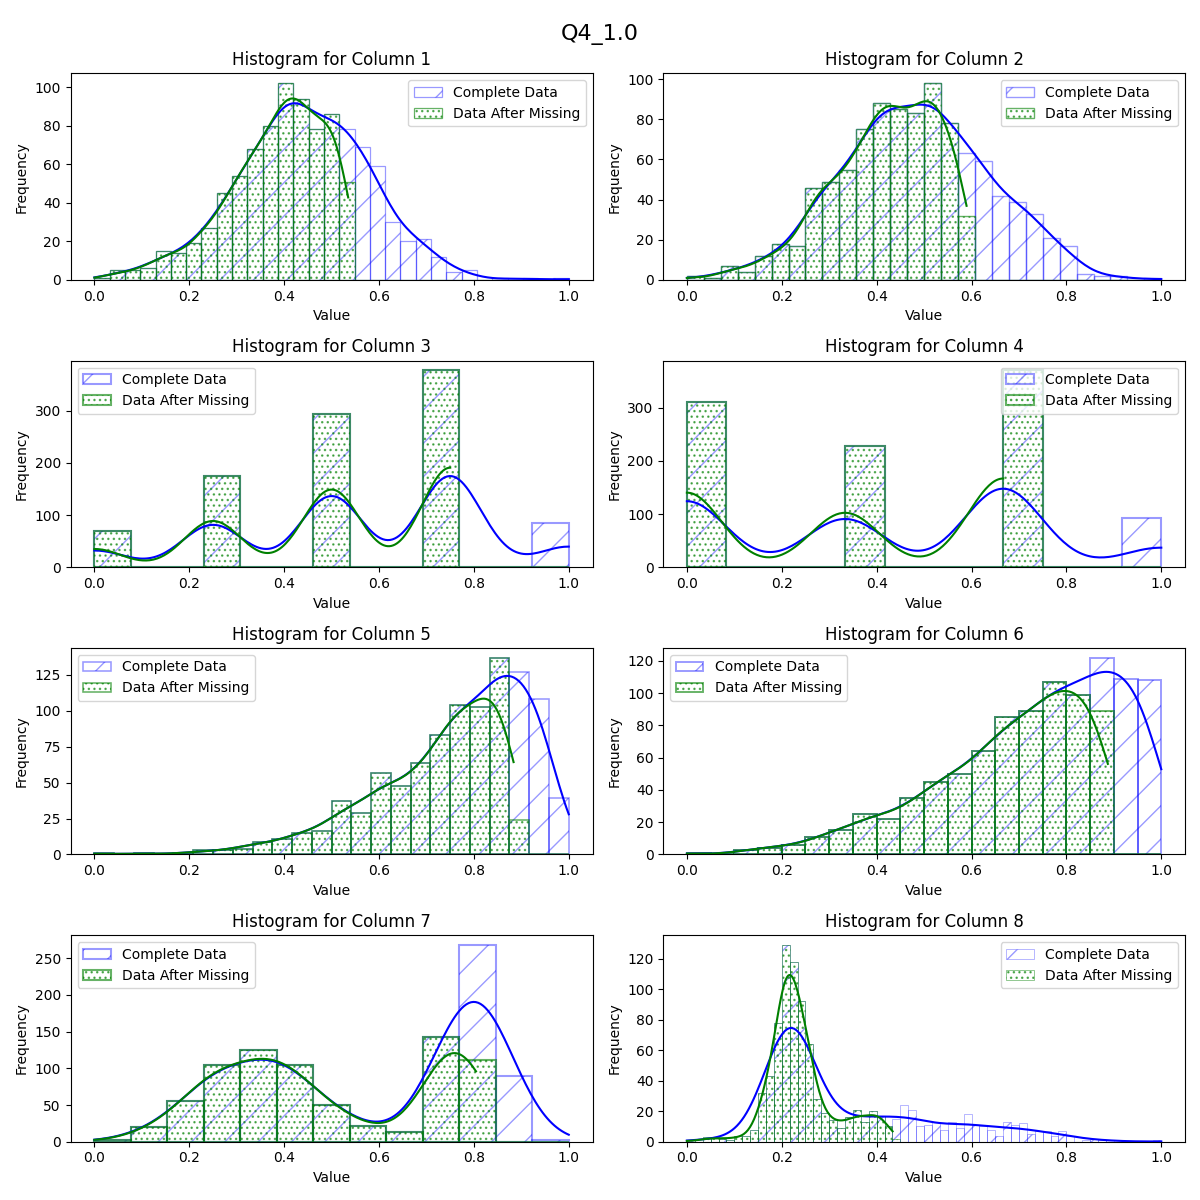 Q4_1.0
Histogram for Column 1
Frequency
100
80
60
40
20
0
0.0 0.2 0.4 0.6 0.8 1.0
Value
Complete Data
Data After Missing
Histogram for Column 2
Frequency
100
80
60
40
20
0
0.0 0.2 0.4 0.6 0.8 1.0
Value
Complete Data
Data After Missing
Histogram for Column 3
Frequency
300
200
100
0
0.0 0.2 0.4 0.6 0.8 1.0
Value
Complete Data
Data After Missing
Histogram for Column 4
Frequency
300
200
100
0
0.0 0.2 0.4 0.6 0.8 1.0
Value
Complete Data
Data After Missing
Histogram for Column 5
Frequency
125
100
75
50
25
0
0.0 0.2 0.4 0.6 0.8 1.0
Value
Complete Data
Data After Missing
Histogram for Column 6
Frequency
120
100
80
60
40
20
0
0.0 0.2 0.4 0.6 0.8 1.0
Value
Complete Data
Data After Missing
Histogram for Column 7
Frequency
250
200
150
100
50
0
0.0 0.2 0.4 0.6 0.8 1.0
Value
Complete Data
Data After Missing
Histogram for Column 8
Frequency
120
100
80
60
40
20
0
0.0 0.2 0.4 0.6 0.8 1.0
Value
Complete Data
Data After Missing